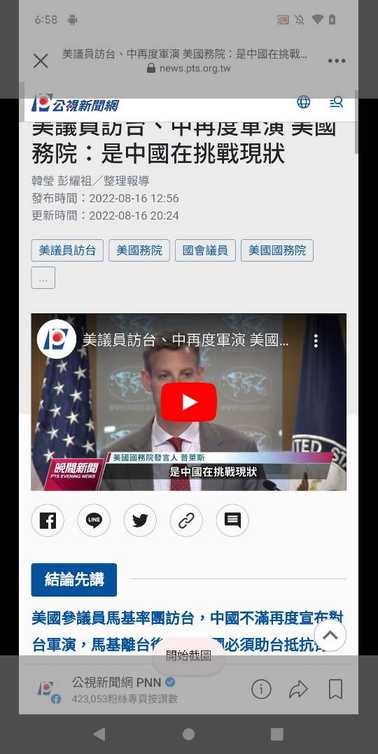 6:58
美議員訪台、中再度軍演 美國務院：是中國在挑戰...
news.pts.org.tw
公視新聞網
美議員訪台、中再度軍演 美國
務院：是中國在挑戰現狀
韓瑩 彭耀祖／整理報導
發布時間：2022-08-16 12:56
更新時間：2022-08-16 20:24
美議員訪台 美國務院 國會議員 美國國務院
...
美議員訪台、中再度軍演 美國...
美國國務院發言人 普萊斯
晚間新聞
PTS EVENING NEWS
是中國在挑戰現狀
UNITED ST
結論先講
美國參議員馬基率團訪台，中國不滿再度宣布對
台軍演，馬基離台後 國必須助台抵抗
開始截圖
公視新聞網 PNN
423,053粉絲專頁按讚數